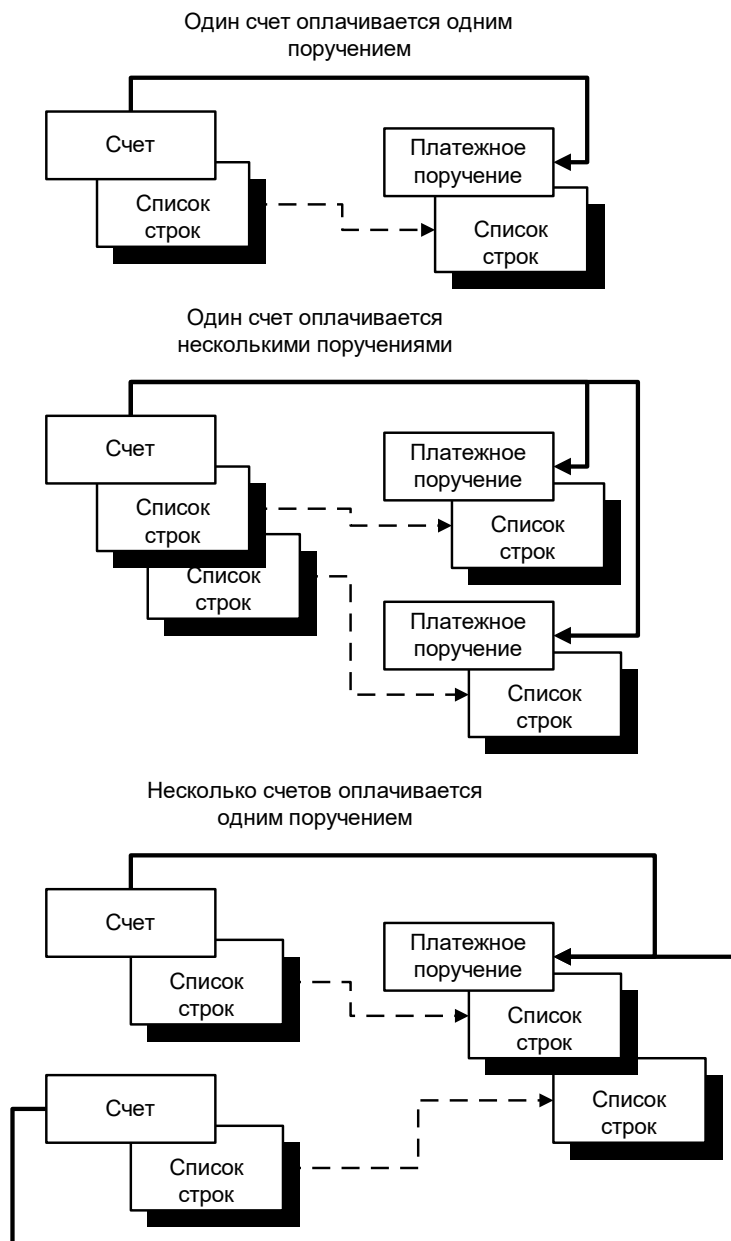 Один счет оплачивается одним
поручением
Счет
Платежное
поручение
Список
строк
Список
строк
Один счет оплачивается
несколькими поручениями
Счет
Платежное
поручение
Список
строк
Список
строк
Список
строк
Платежное
поручение
Список
строк
Несколько счетов оплачивается
одним поручением
Счет
Платежное
поручение
Список
строк
Список
строк
Счет
Список
строк
Список
строк